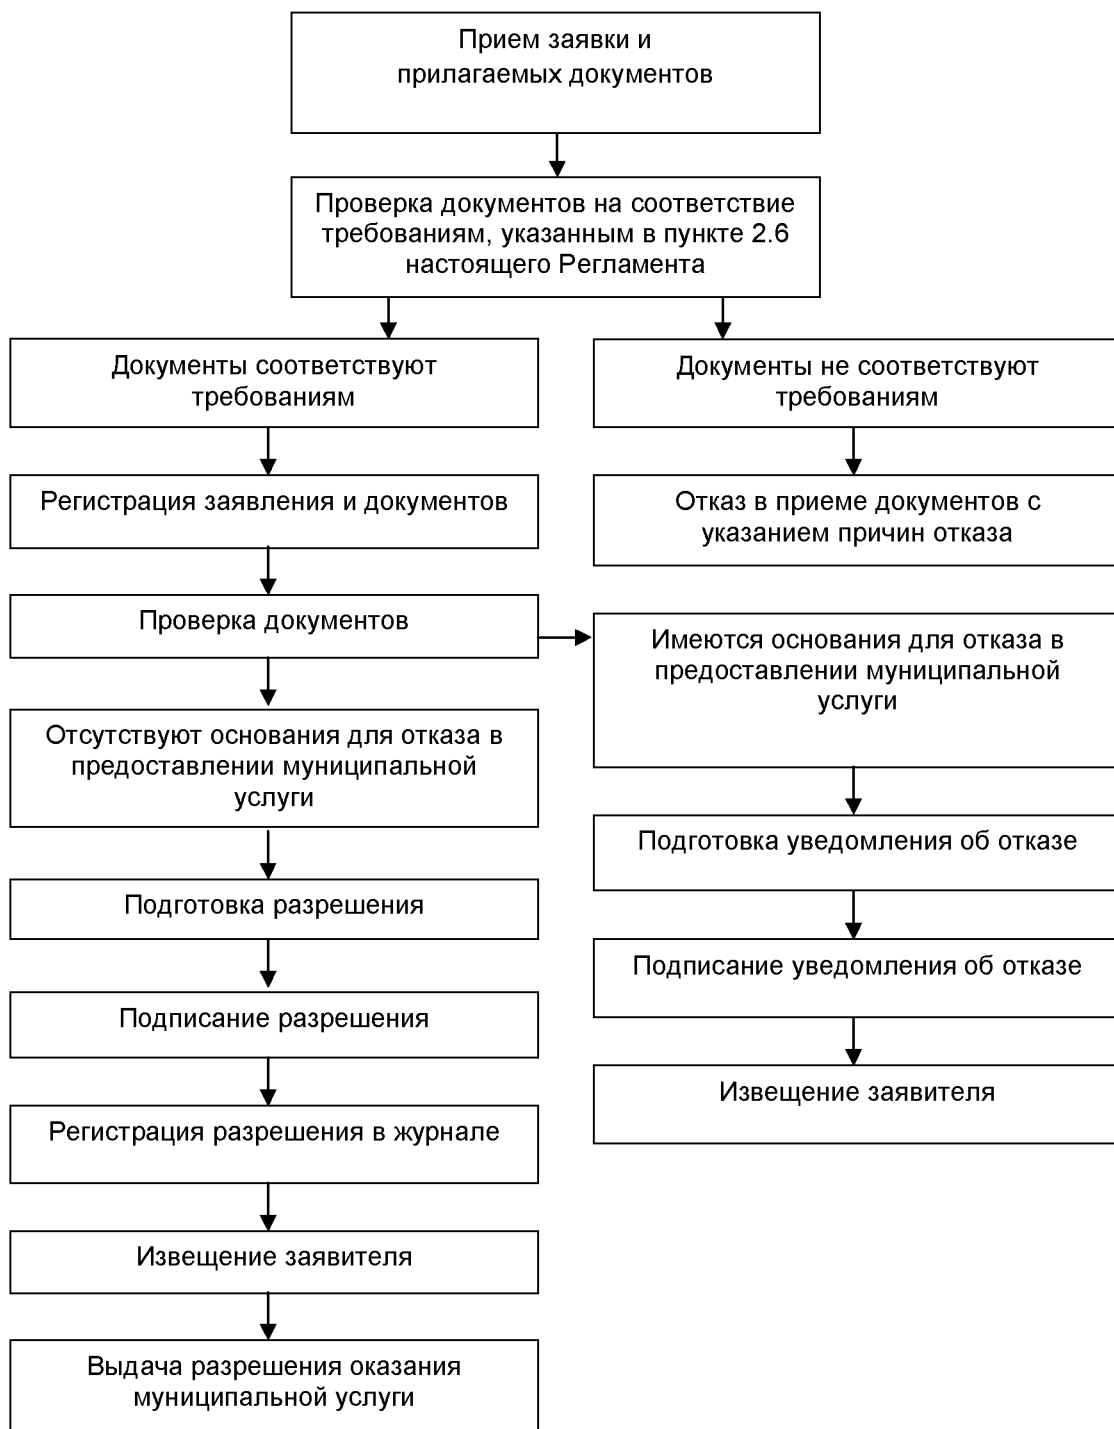 Прием заявки и
прилагаемых документов
Проверка документов на соответствие
требованиям, указанным в пункте 2.6
настоящего Регламента
Документы соответствуют
требованиям
Документы не соответствуют
требованиям
Регистрация заявления и документов
Отказ в приеме документов с
указанием причин отказа
Проверка документов
Имеются основания для отказа в
предоставлении муниципальной
услуги
Отсутствуют основания для отказа в
предоставлении муниципальной
услуги
Подготовка уведомления об отказе
Подготовка разрешения
Подписание уведомления об отказе
Подписание разрешения
Извещение заявителя
Регистрация разрешения в журнале
Извещение заявителя
Выдача разрешения оказания
муниципальной услуги